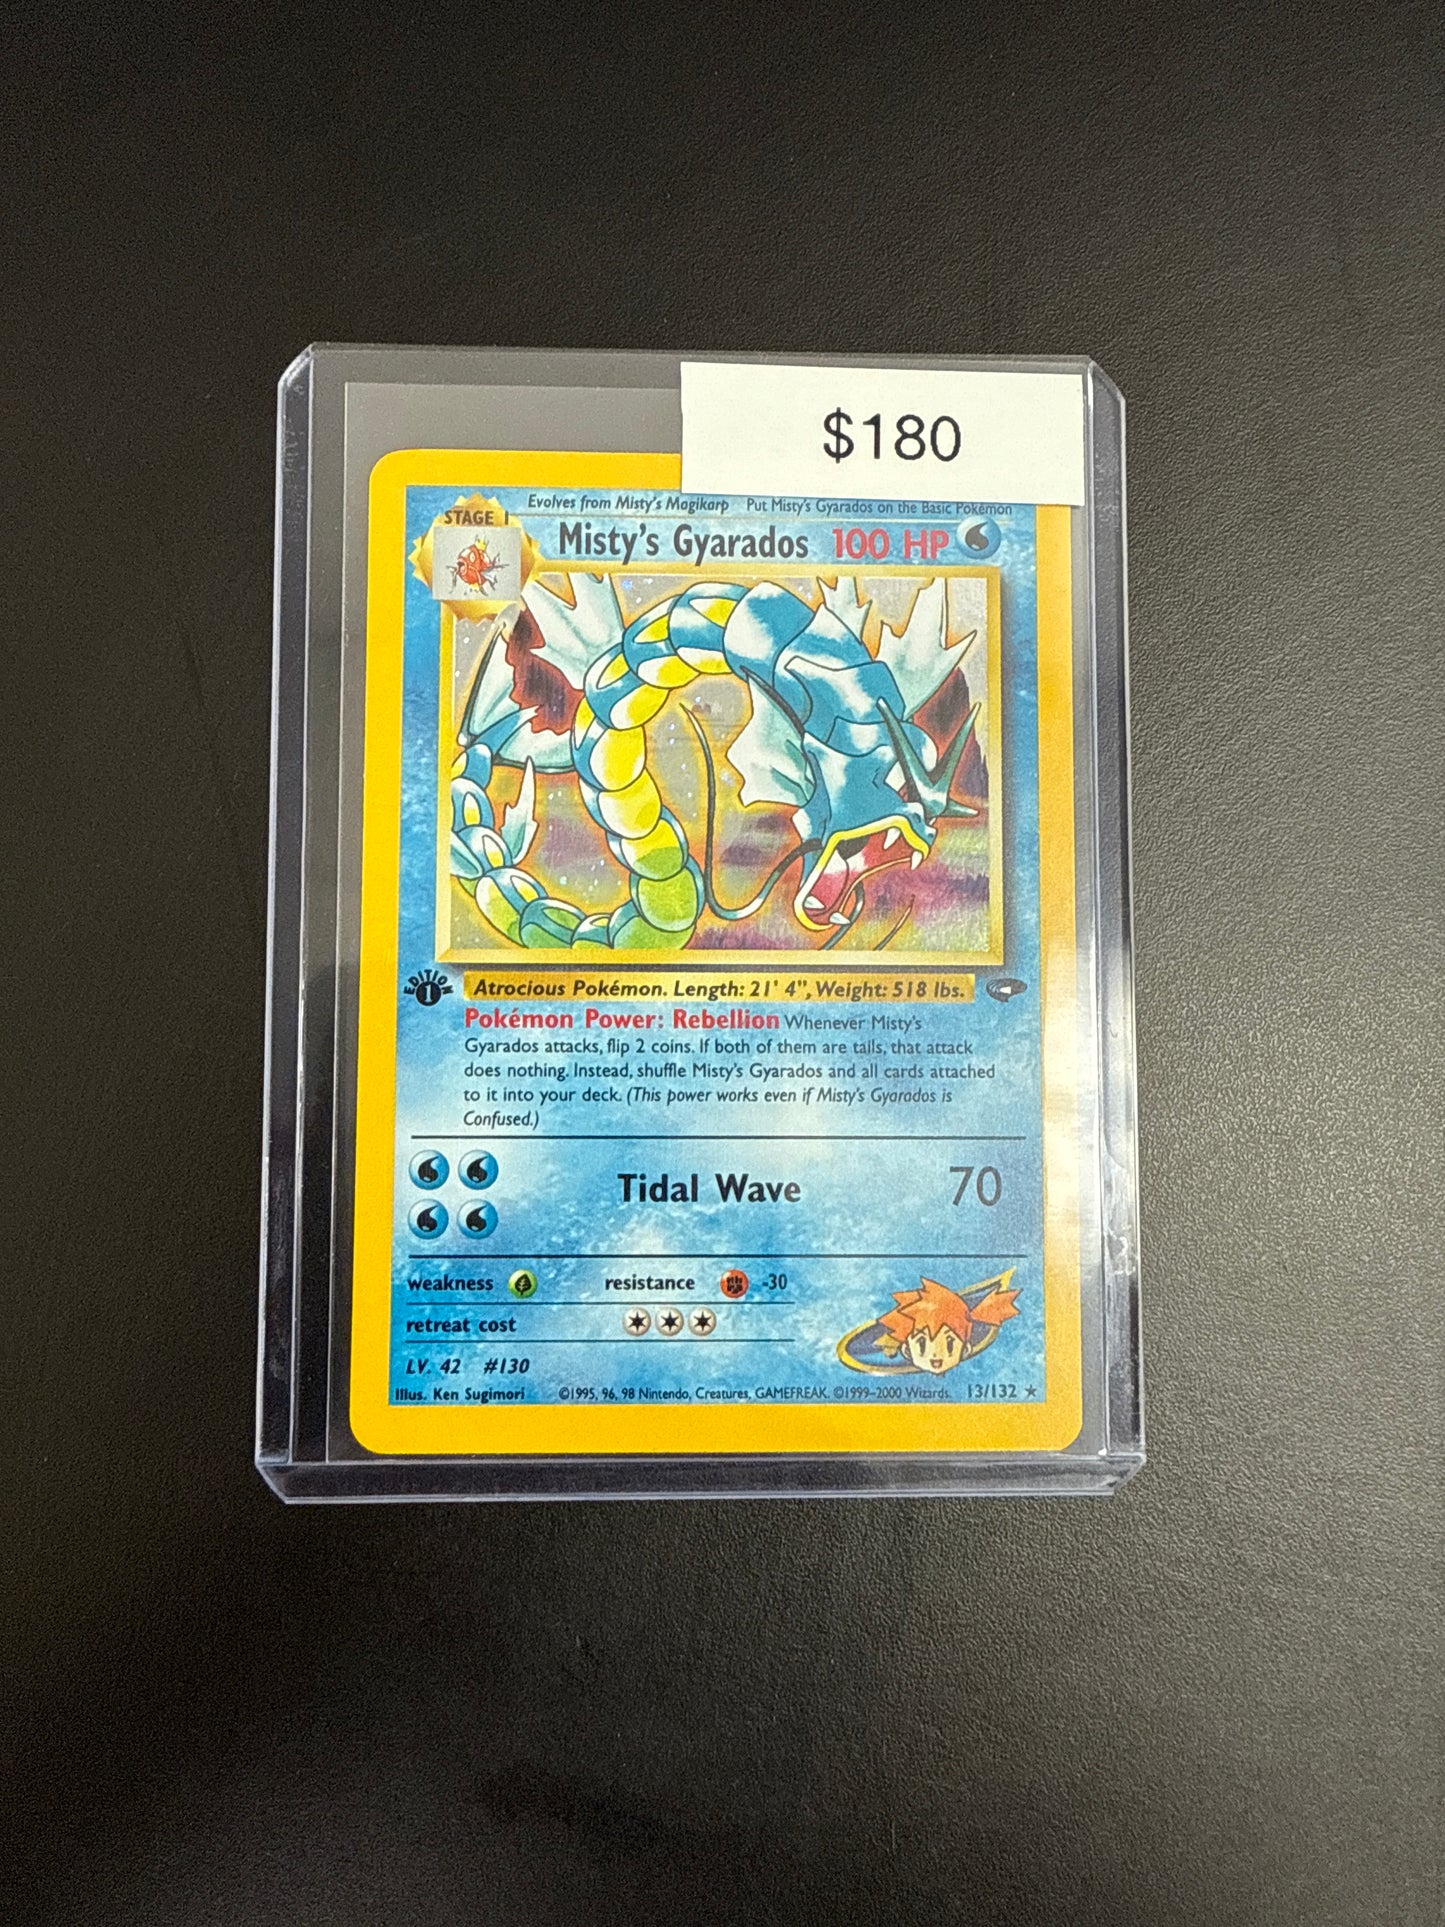 $180
Evolves from Misty's Magikarp Put Misty's Gyarados on the Basic Pokémon
STAGE 1
Misty's Gyarados 100 HP
EDITION 1
Atrocious Pokémon. Length: 21' 4", Weight: 518 lbs.
Pokémon Power: Rebellion Whenever Misty's
Gyarados attacks, flip 2 coins. If both of them are tails, that attack
does nothing. Instead, shuffle Misty's Gyarados and all cards attached
to it into your deck. (This power works even if Misty's Gyarados is
Confused.)
Tidal Wave 70
weakness resistance -30
retreat cost
LV. 42 #130
Illus. Ken Sugimori ©1995, 96, 98 Nintendo, Creatures, GAMEFREAK. ©1999-2000 Wizards. 13/132 ★